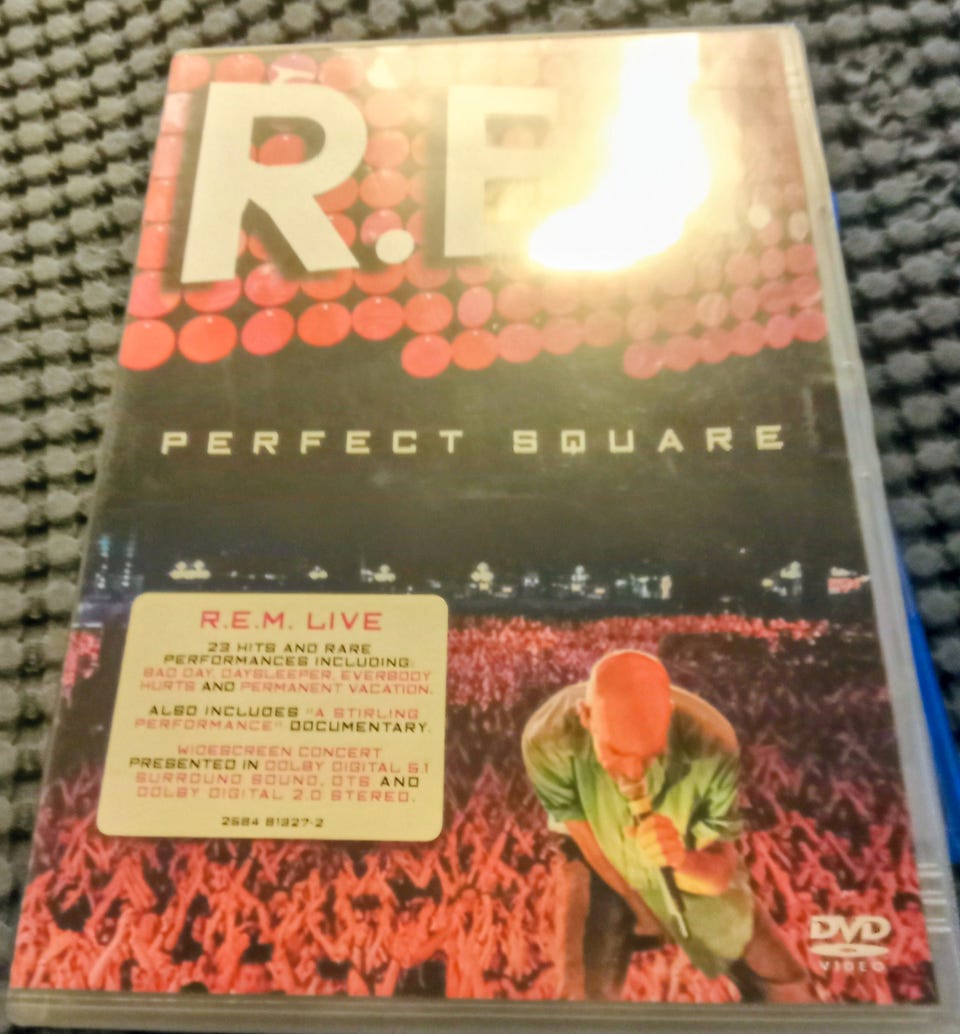 R.E
PERFECT SQUARE
R.E.M. LIVE
23 HITS AND RARE
PERFORMANCES INCLUDING:
BAD DAY, DAYSLEEPER, EVERBODY
HURTS AND PERMANENT VACATION.
ALSO INCLUDES "A STIRLING
PERFORMANCE" DOCUMENTARY.
WIDESCREEN CONCERT
PRESENTED IN DOLBY DIGITAL 5.1
SURROUND SOUND, DTS AND
DOLBY DIGITAL 2.0 STEREO.
2564 61327-2
DVD
VIDEO